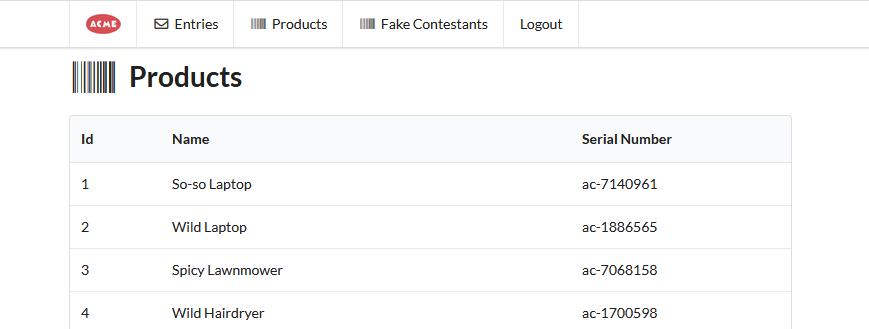 ACME Entries Products Fake Contestants Logout
Products
Id Name Serial Number
1 So-so Laptop ac-7140961
2 Wild Laptop ac-1886565
3 Spicy Lawnmower ac-7068158
4 Wild Hairdryer ac-1700598